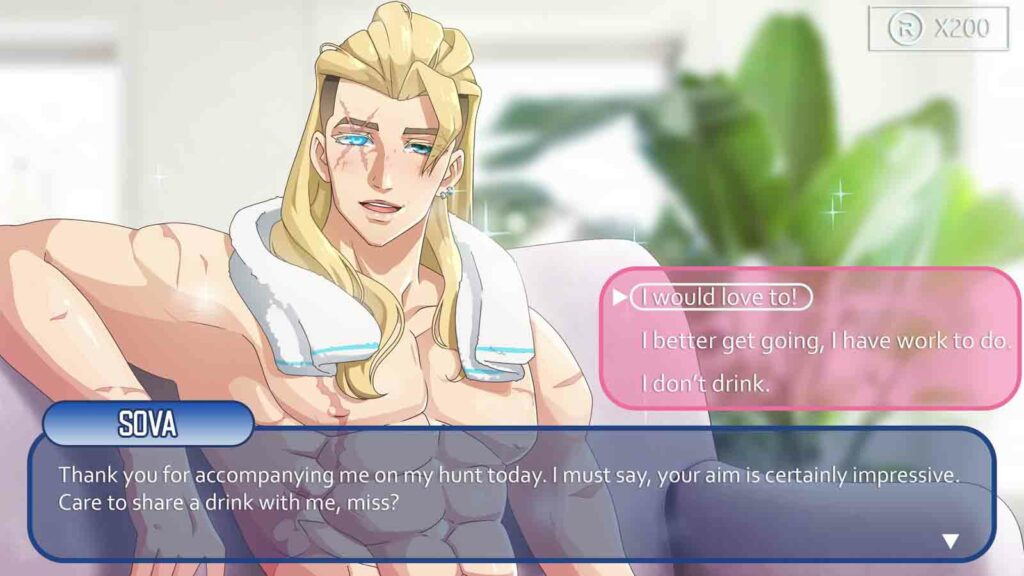 R X200
I would love to!
I better get going, I have work to do.
I don't drink.
SOVA
Thank you for accompanying me on my hunt today. I must say, your aim is certainly impressive.
Care to share a drink with me, miss?